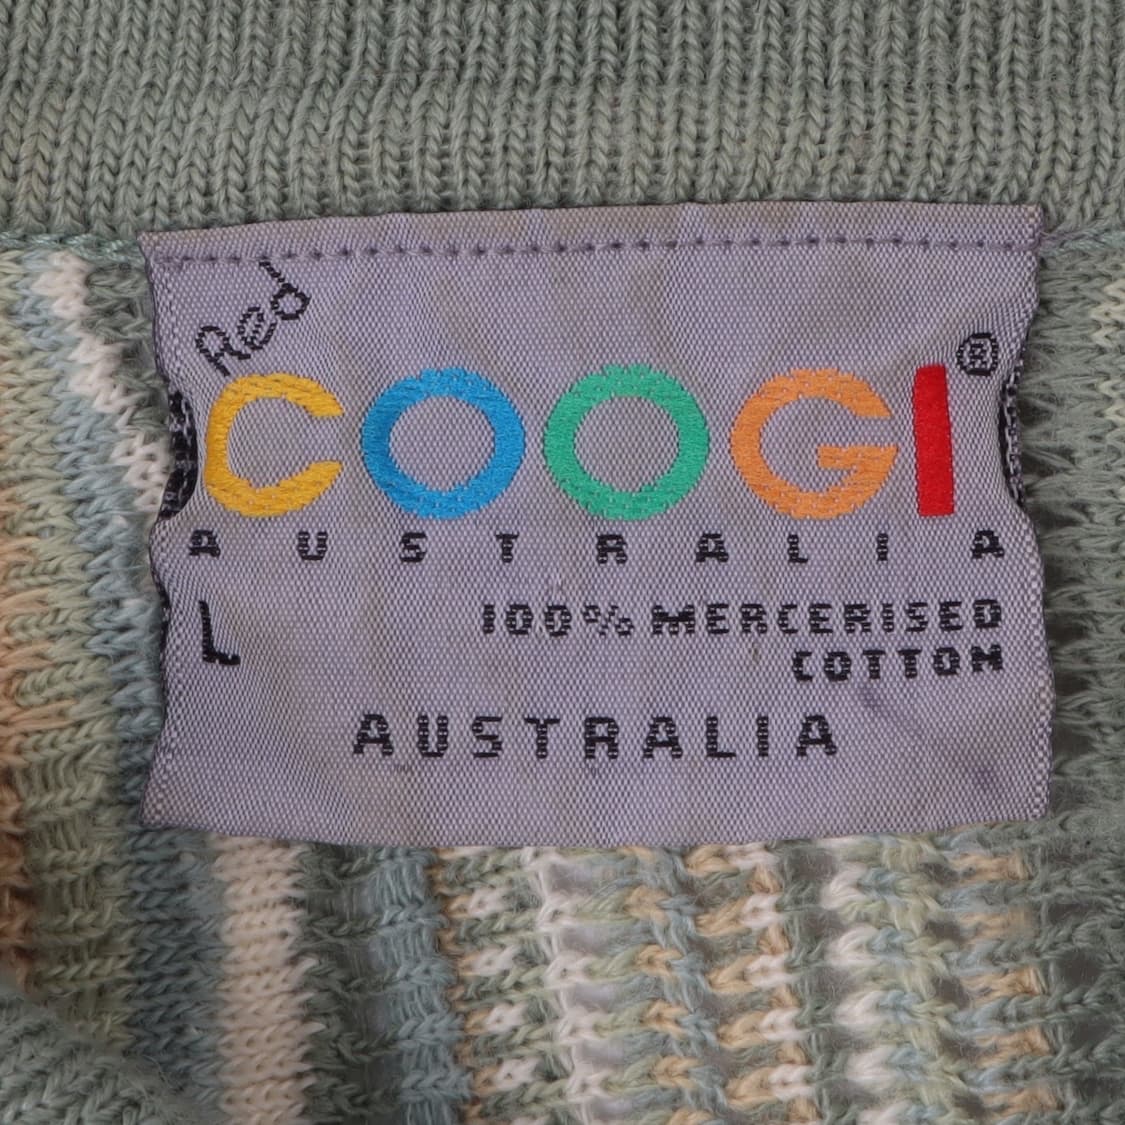 Red
COOGI®
AUSTRALIA
L
100% MERCERISED
COTTON
AUSTRALIA